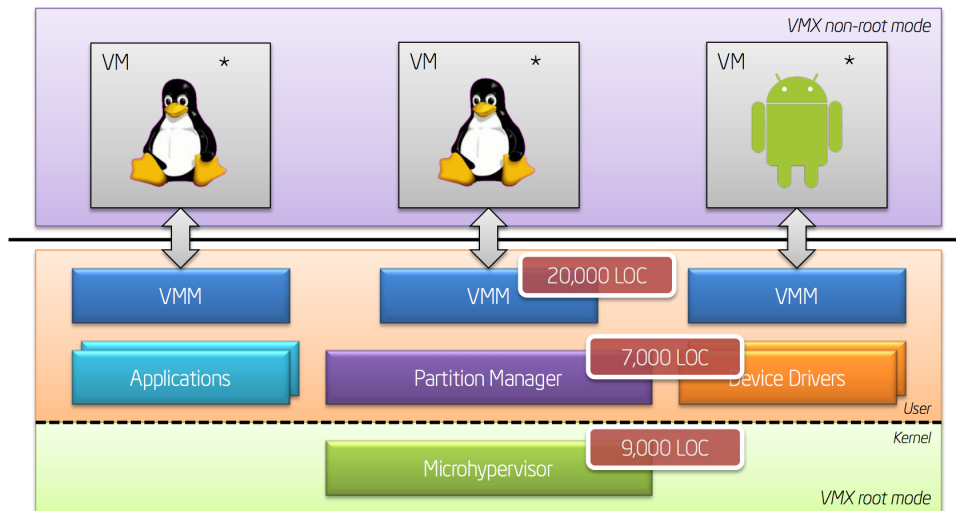 VMX non-root mode
VM *
VM *
VM *
VMM
VMM
20,000 LOC
VMM
Applications
Partition Manager
7,000 LOC
Device Drivers
User
Kernel
Microhypervisor
9,000 LOC
VMX root mode